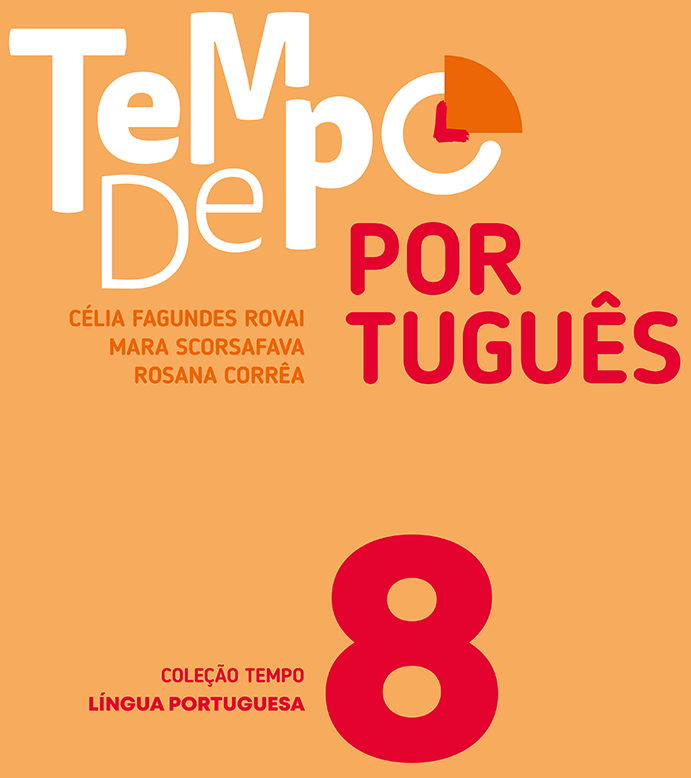 TeMpo
De
POR
TUGUÊS
CÉLIA FAGUNDES ROVAI
MARA SCORSAFAVA
ROSANA CORRÊA
8
COLEÇÃO TEMPO
LÍNGUA PORTUGUESA